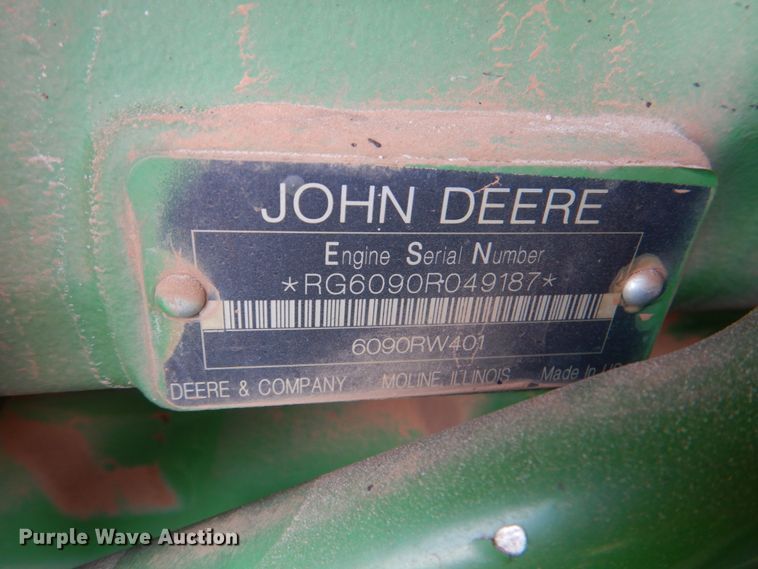 JOHN DEERE
Engine Serial Number
*RG6090R049187*
6090RW401
DEERE & COMPANY MOLINE, ILLINOIS Made In
Purple Wave Auction